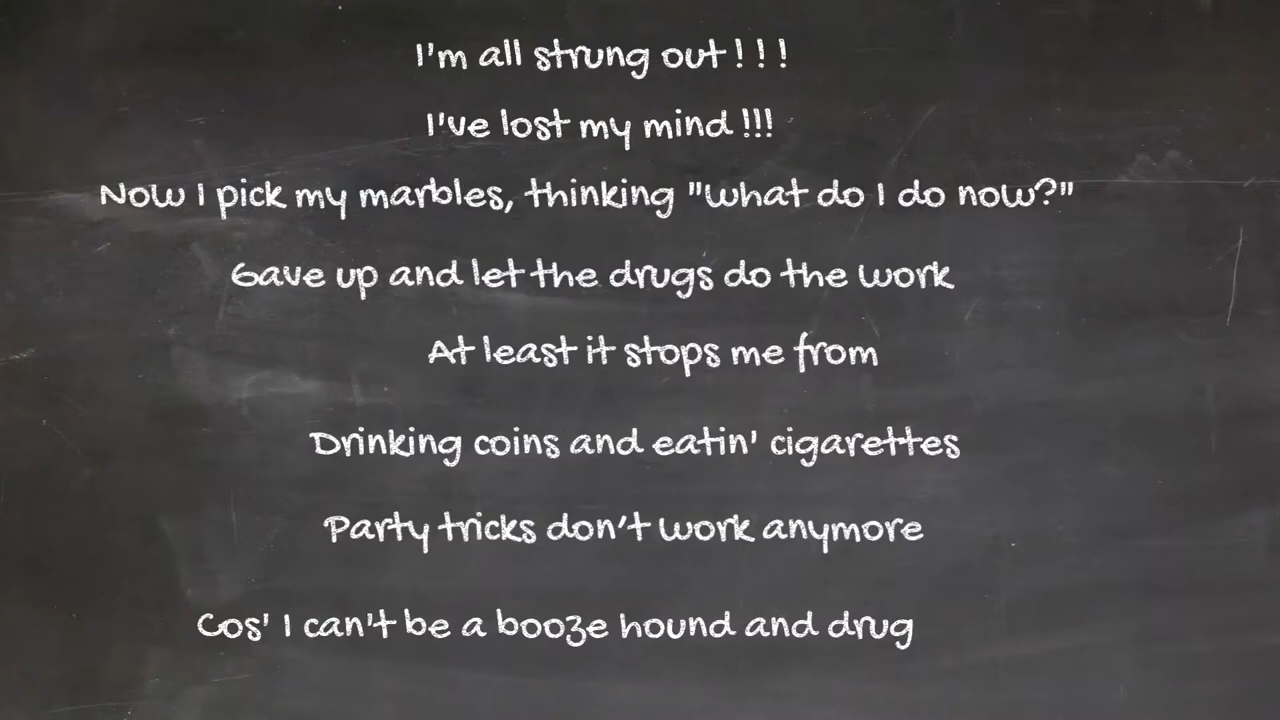 I'm all strung out ! ! !
I've lost my mind !!!
Now I pick my marbles, thinking "what do I do now?"
Gave up and let the drugs do the work
At least it stops me from
Drinking coins and eatin' cigarettes
Party tricks don't work anymore
Cos' I can't be a booze hound and drug